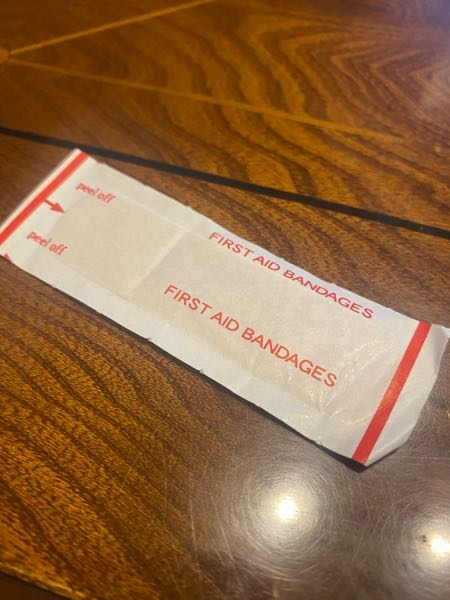 peel off
peel off
FIRST AID BANDAGES
FIRST AID BANDAGES